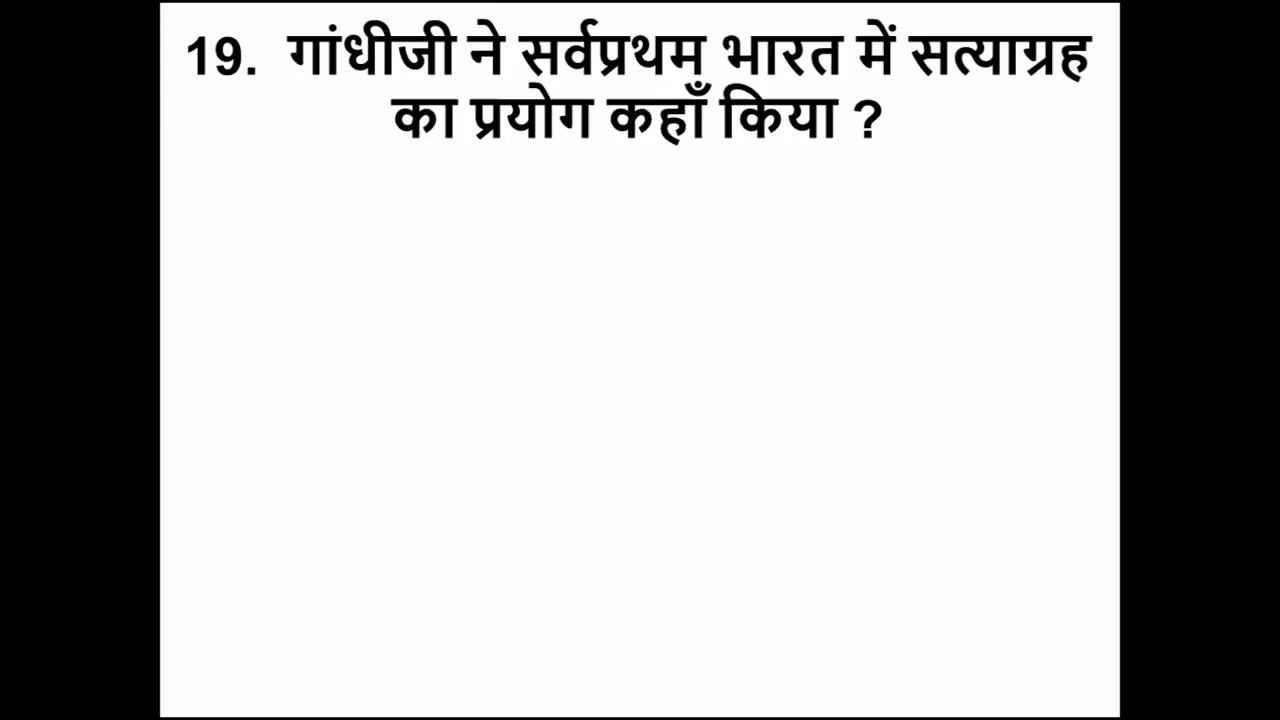 19. गांधीजी ने सर्वप्रथम भारत में सत्याग्रह
का प्रयोग कहाँ किया ?